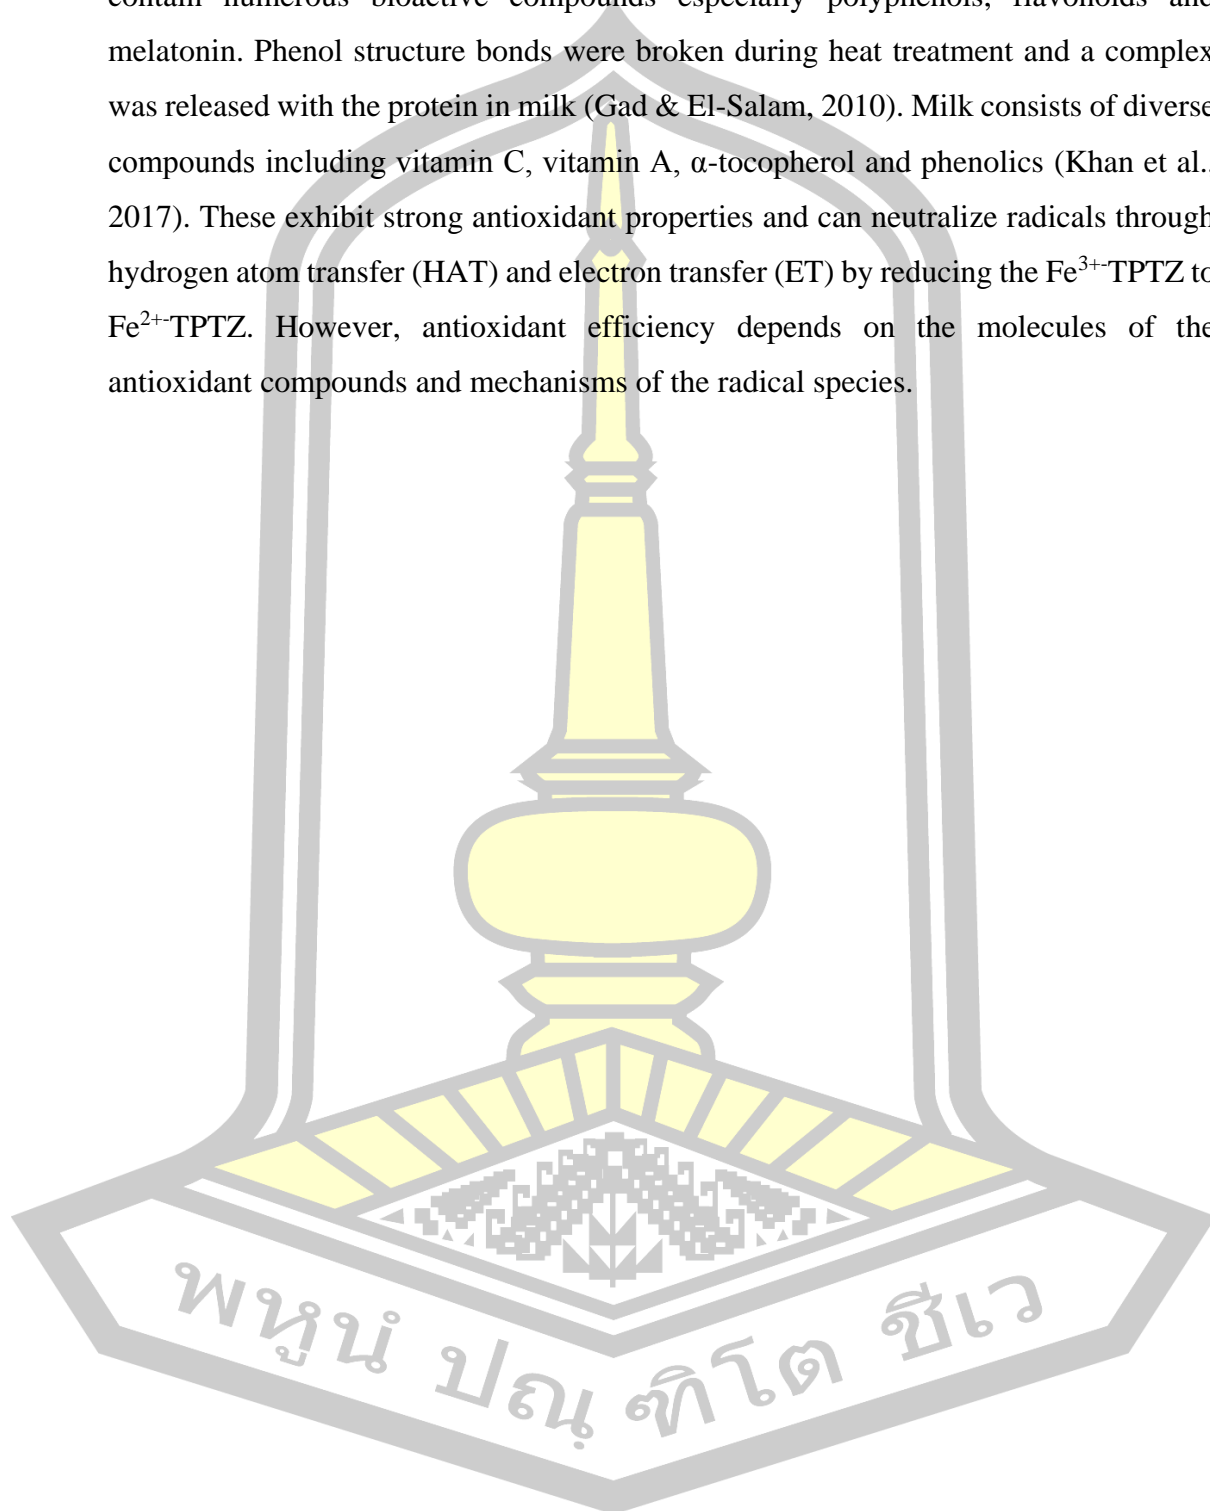 contain numerous bioactive compounds especially polyphenols, flavonoids and
melatonin. Phenol structure bonds were broken during heat treatment and a complex
was released with the protein in milk (Gad & El-Salam, 2010). Milk consists of diverse
compounds including vitamin C, vitamin A, α-tocopherol and phenolics (Khan et al.,
2017). These exhibit strong antioxidant properties and can neutralize radicals through
hydrogen atom transfer (HAT) and electron transfer (ET) by reducing the Fe³⁺-TPTZ to
Fe²⁺-TPTZ. However, antioxidant efficiency depends on the molecules of the
antioxidant compounds and mechanisms of the radical species.
พหูนํ ปณฺฑิโต ชีเว